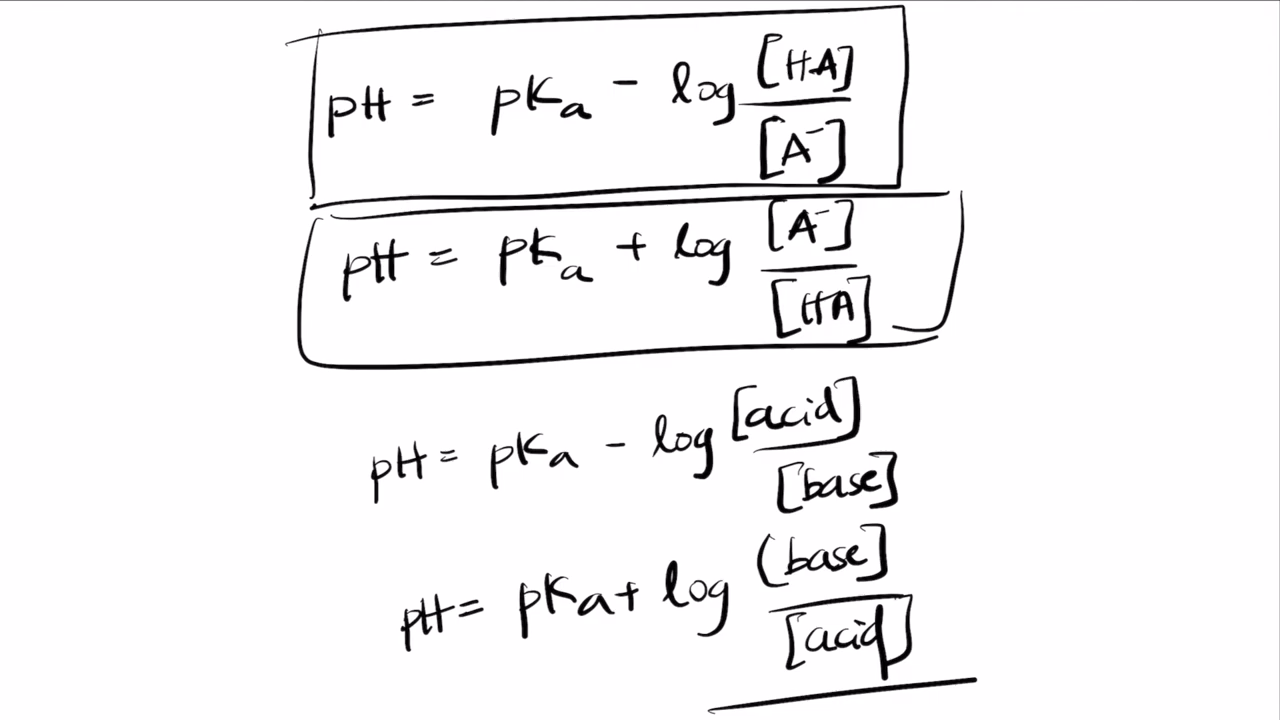 pH = pKa - log [HA] / [A⁻]
pH = pKa + log [A⁻] / [HA]
pH = pKa - log [acid] / [base]
pH = pKa + log (base] / [acid]